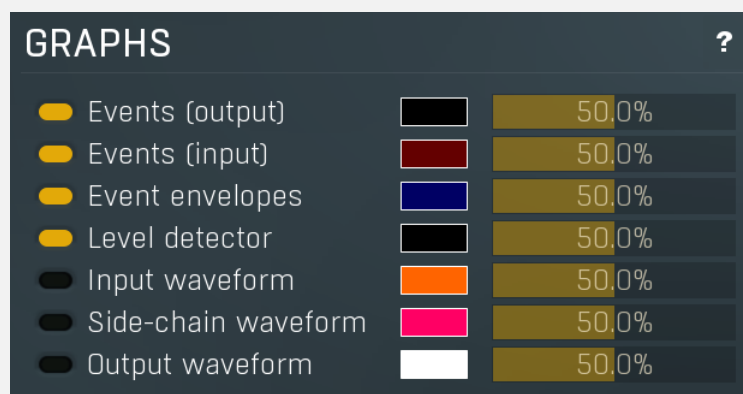 GRAPHS ?
Events (output) 50.0%
Events (input) 50.0%
Event envelopes 50.0%
Level detector 50.0%
Input waveform 50.0%
Side-chain waveform 50.0%
Output waveform 50.0%